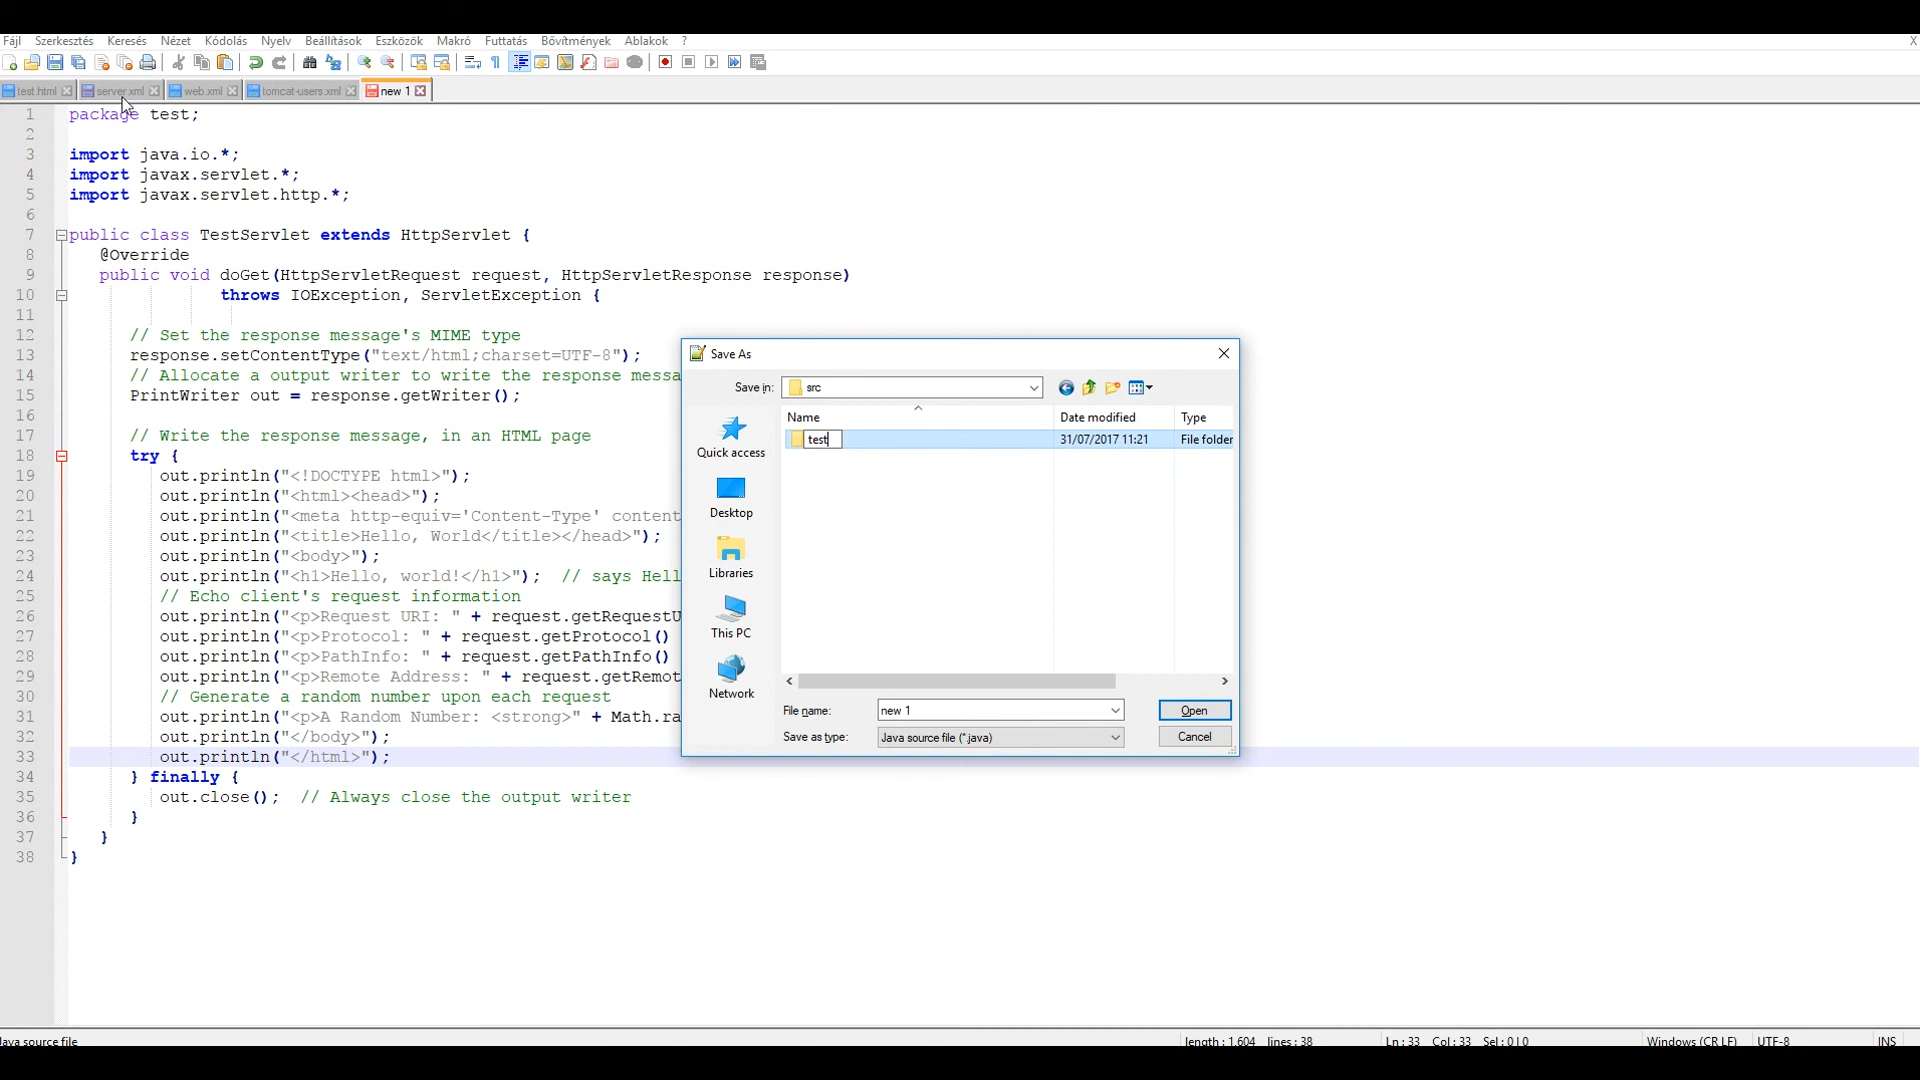 Fájl Szerkesztés Keresés Nézet Kódolás Nyelv Beállítások Eszközök Makró Futtatás Bővítmények Ablakok ? X
test.html server.xml web.xml tomcat-users.xml new 1
1 package test;
2
3 import java.io.*;
4 import javax.servlet.*;
5 import javax.servlet.http.*;
6
7 public class TestServlet extends HttpServlet {
8 @Override
9 public void doGet(HttpServletRequest request, HttpServletResponse response)
10 throws IOException, ServletException {
11
12 // Set the response message's MIME type
13 response.setContentType("text/html;charset=UTF-8");
14 // Allocate a output writer to write the response messa
15 PrintWriter out = response.getWriter();
16
17 // Write the response message, in an HTML page
18 try {
19 out.println("<!DOCTYPE html>");
20 out.println("<html><head>");
21 out.println("<meta http-equiv='Content-Type' content
22 out.println("<title>Hello, World</title></head>");
23 out.println("<body>");
24 out.println("<h1>Hello, world!</h1>"); // says Hell
25 // Echo client's request information
26 out.println("<p>Request URI: " + request.getRequestU
27 out.println("<p>Protocol: " + request.getProtocol()
28 out.println("<p>PathInfo: " + request.getPathInfo()
29 out.println("<p>Remote Address: " + request.getRemot
30 // Generate a random number upon each request
31 out.println("<p>A Random Number: <strong>" + Math.ra
32 out.println("</body>");
33 out.println("</html>");
34 } finally {
35 out.close(); // Always close the output writer
36 }
37 }
38 }
Save As
Save in: src
Name Date modified Type
test 31/07/2017 11:21 File folder
Quick access
Desktop
Libraries
This PC
Network
File name: new 1 Open
Save as type: Java source file (*.java) Cancel
Java source file length : 1.604 lines : 38 Ln : 33 Col : 33 Sel : 0 | 0 Windows (CR LF) UTF-8 INS